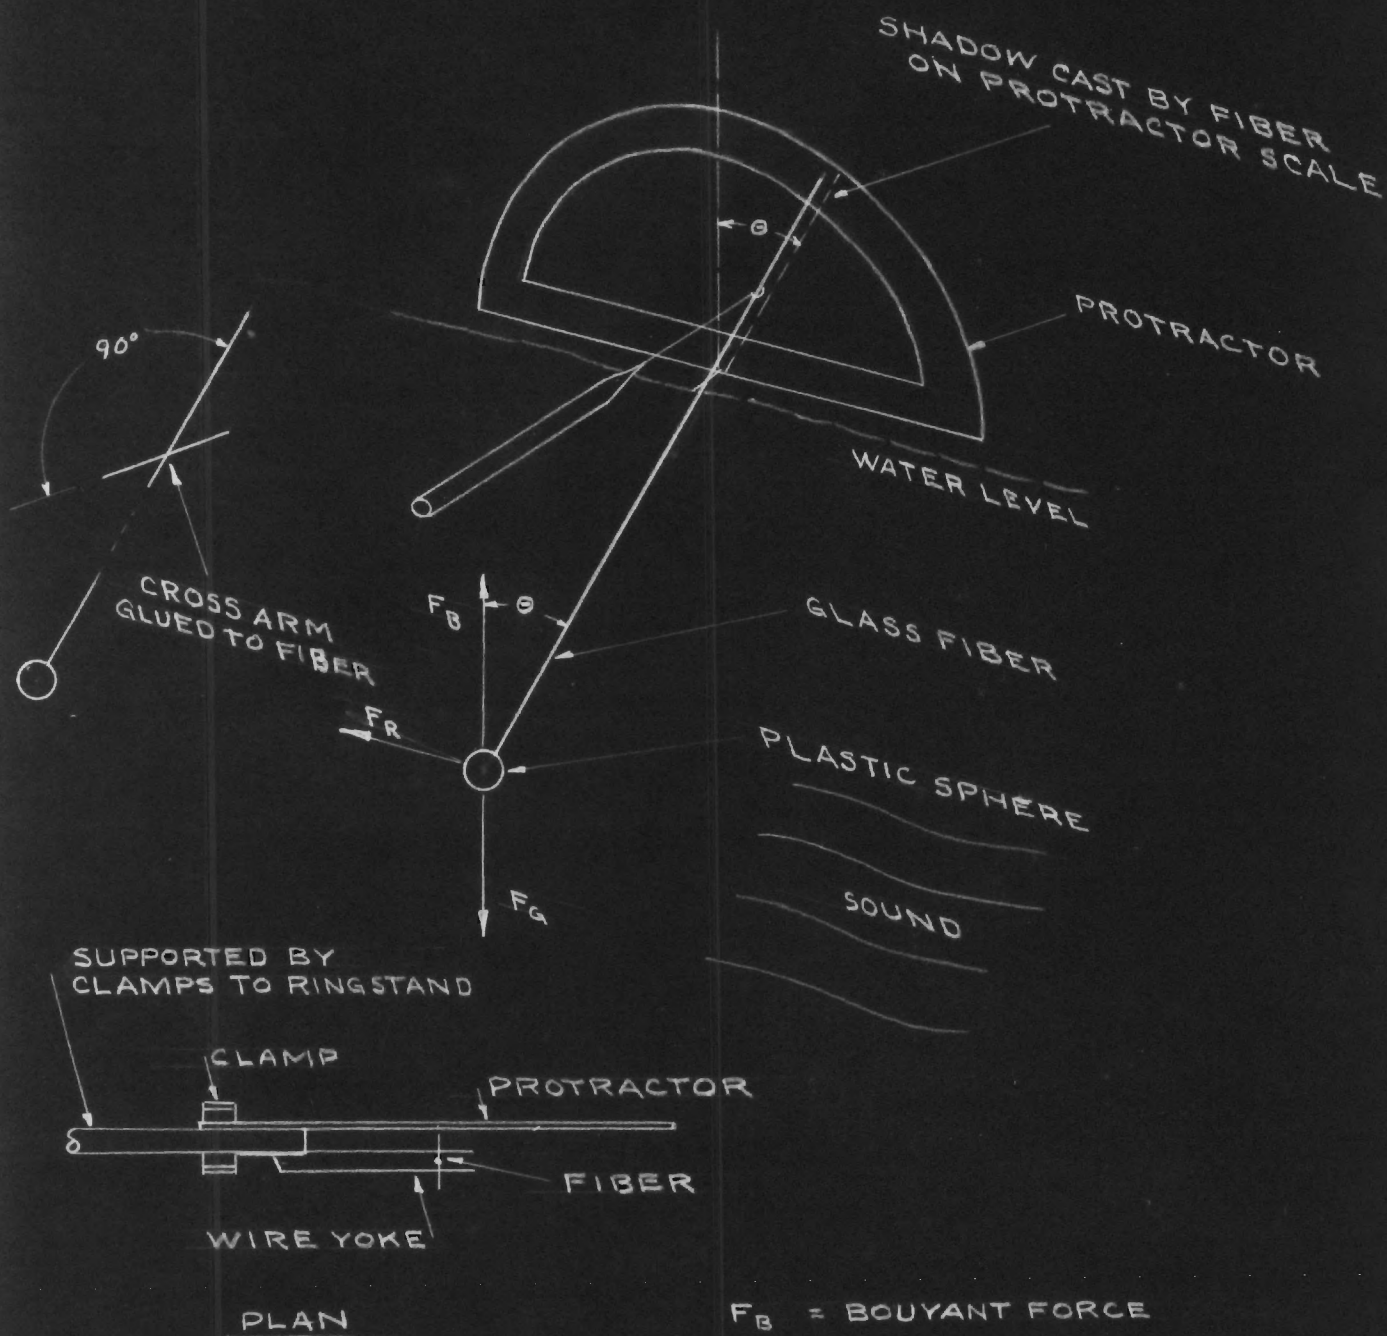 SHADOW CAST BY FIBER
ON PROTRACTOR SCALE
Θ
90°
PROTRACTOR
WATER LEVEL
CROSS ARM
GLUED TO FIBER
F_B
Θ
GLASS FIBER
F_R
PLASTIC SPHERE
SOUND
F_G
SUPPORTED BY
CLAMPS TO RINGSTAND
CLAMP
PROTRACTOR
FIBER
WIRE YOKE
PLAN
F_B = BOUYANT FORCE